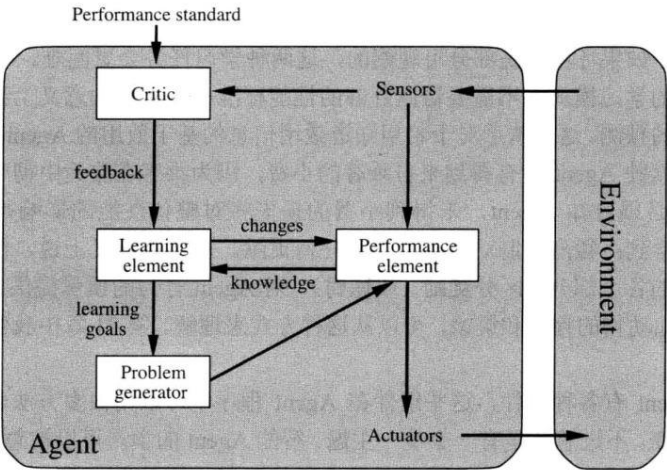 Performance standard
Critic
Sensors
feedback
changes
Learning
element
Performance
element
knowledge
learning
goals
Problem
generator
Agent
Actuators
Environment